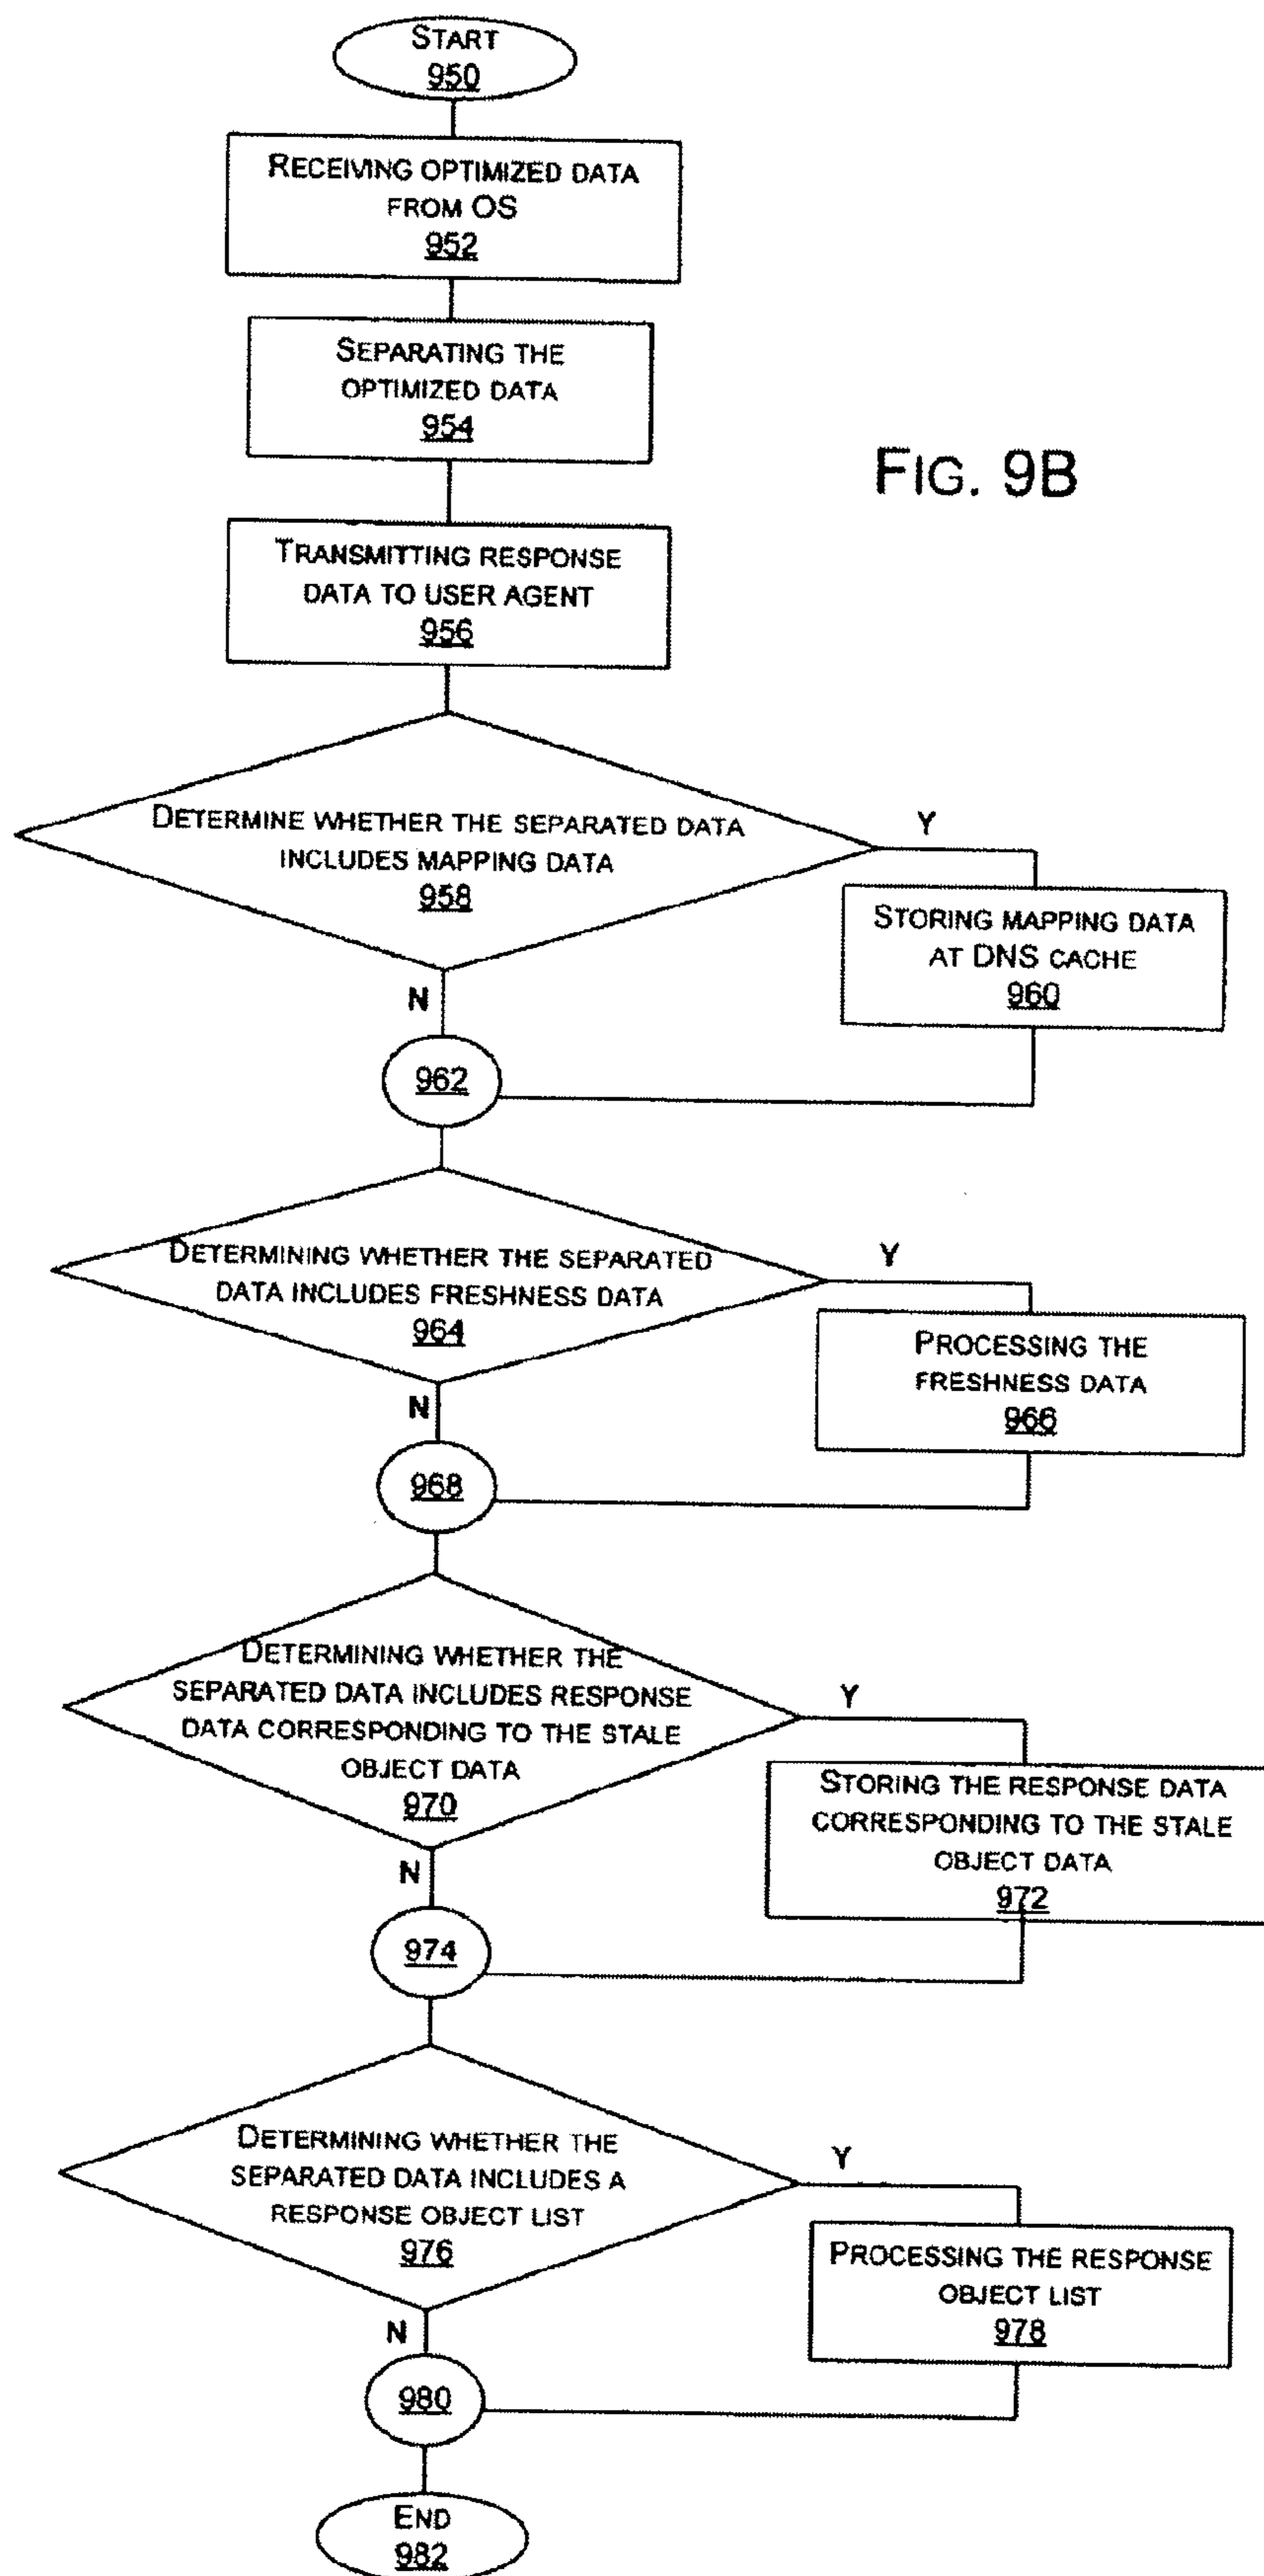 START
950
RECEIVING OPTIMIZED DATA
FROM OS
952
SEPARATING THE
OPTIMIZED DATA
954
FIG. 9B
TRANSMITTING RESPONSE
DATA TO USER AGENT
956
DETERMINE WHETHER THE SEPARATED DATA
INCLUDES MAPPING DATA
958
Y
STORING MAPPING DATA
AT DNS CACHE
960
N
962
DETERMINING WHETHER THE SEPARATED
DATA INCLUDES FRESHNESS DATA
964
Y
PROCESSING THE
FRESHNESS DATA
966
N
968
DETERMINING WHETHER THE
SEPARATED DATA INCLUDES RESPONSE
DATA CORRESPONDING TO THE STALE
OBJECT DATA
970
Y
STORING THE RESPONSE DATA
CORRESPONDING TO THE STALE
OBJECT DATA
972
N
974
DETERMINING WHETHER THE
SEPARATED DATA INCLUDES A
RESPONSE OBJECT LIST
976
Y
PROCESSING THE RESPONSE
OBJECT LIST
978
N
980
END
982